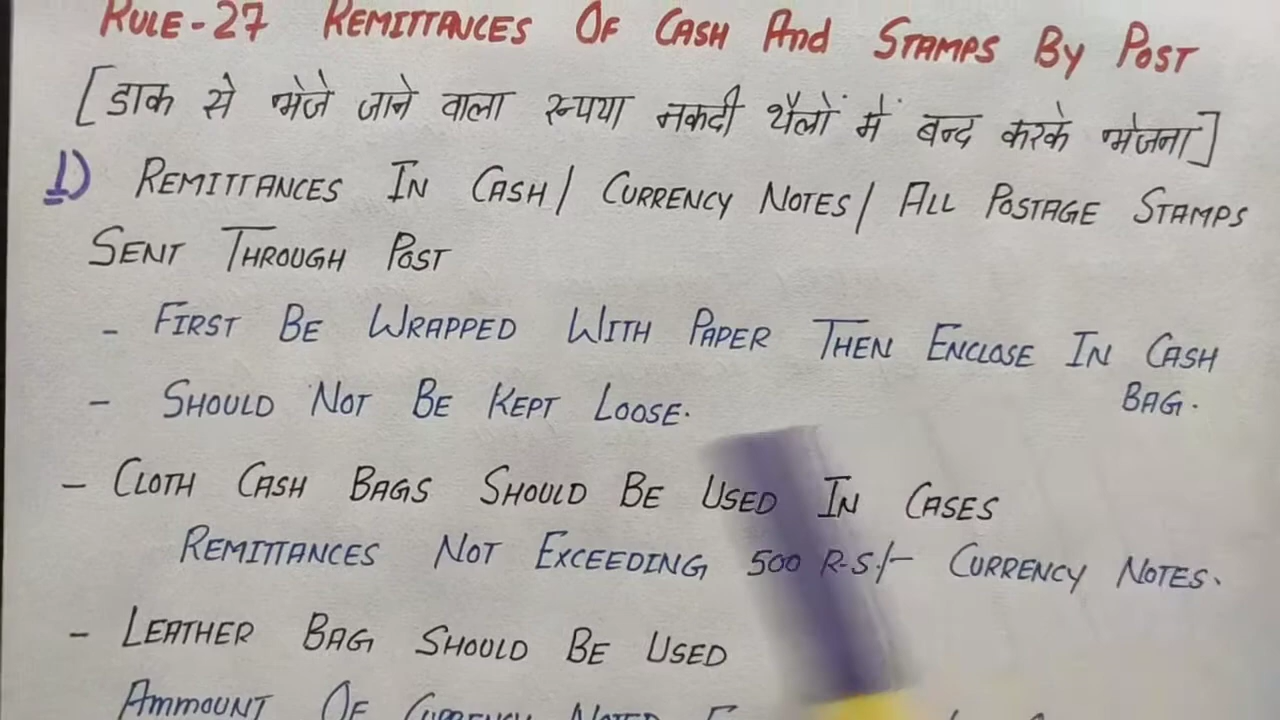 RULE-27 REMITTANCES OF CASH AND STAMPS BY POST
[डाक से भेजे जाने वाला रूपया नकदी थैलों में बन्द करके भेजना]
1) REMITTANCES IN CASH/ CURRENCY NOTES/ ALL POSTAGE STAMPS
SENT THROUGH POST
- FIRST BE WRAPPED WITH PAPER THEN ENCLOSE IN CASH
BAG.
- SHOULD NOT BE KEPT LOOSE.
- CLOTH CASH BAGS SHOULD BE USED IN CASES
REMITTANCES NOT EXCEEDING 500 R.S/- CURRENCY NOTES.
- LEATHER BAG SHOULD BE USED
AMMOUNT OF CURRENCY